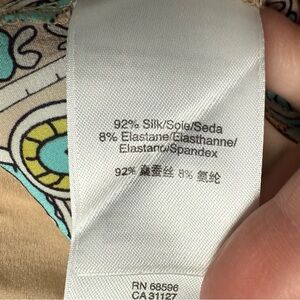 92% Silk/Soie/Seda
8% Elastane/Elasthanne/
Elastano/Spandex
92% 桑蚕丝 8% 氨纶
RN 68596
CA 31127